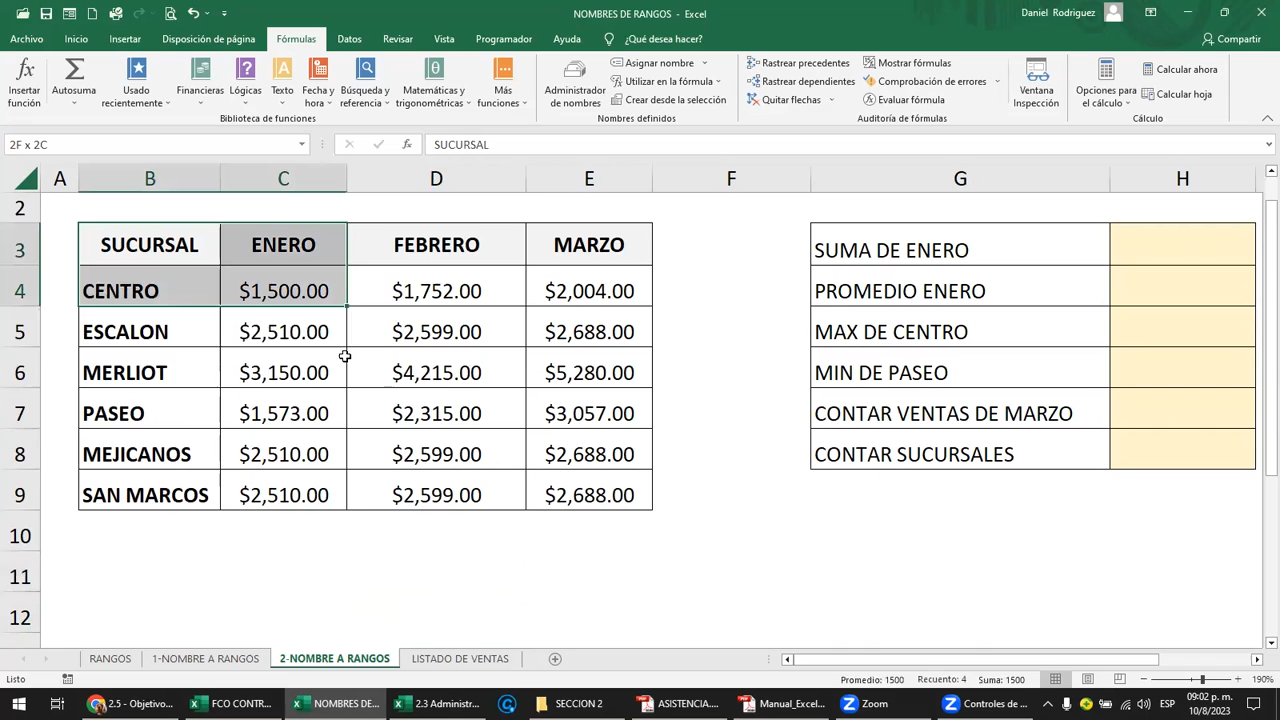 NOMBRES DE RANGOS - Excel
Daniel Rodriguez
Archivo Inicio Insertar Disposición de página Fórmulas Datos Revisar Vista Programador Ayuda ¿Qué desea hacer? Compartir
Insertar función
Autosuma
Usado recientemente
Financieras
Lógicas
Texto
Fecha y hora
Búsqueda y referencia
Matemáticas y trigonométricas
Más funciones
Biblioteca de funciones
Administrador de nombres
Asignar nombre
Utilizar en la fórmula
Crear desde la selección
Nombres definidos
Rastrear precedentes
Rastrear dependientes
Quitar flechas
Mostrar fórmulas
Comprobación de errores
Evaluar fórmula
Auditoría de fórmulas
Ventana Inspección
Opciones para el cálculo
Calcular ahora
Calcular hoja
Cálculo
2F x 2C
fx
SUCURSAL
A B C D E F G H
2
3 SUCURSAL ENERO FEBRERO MARZO SUMA DE ENERO
4 CENTRO $1,500.00 $1,752.00 $2,004.00 PROMEDIO ENERO
5 ESCALON $2,510.00 $2,599.00 $2,688.00 MAX DE CENTRO
6 MERLIOT $3,150.00 $4,215.00 $5,280.00 MIN DE PASEO
7 PASEO $1,573.00 $2,315.00 $3,057.00 CONTAR VENTAS DE MARZO
8 MEJICANOS $2,510.00 $2,599.00 $2,688.00 CONTAR SUCURSALES
9 SAN MARCOS $2,510.00 $2,599.00 $2,688.00
10
11
12
RANGOS 1-NOMBRE A RANGOS 2-NOMBRE A RANGOS LISTADO DE VENTAS
Listo
Promedio: 1500 Recuento: 4 Suma: 1500
190%
2.5 - Objetivo... FCO CONTR... NOMBRES DE... 2.3 Administr... SECCION 2 ASISTENCIA.... Manual_Excel... Zoom Controles de ...
ESP
09:02 p. m.
10/8/2023